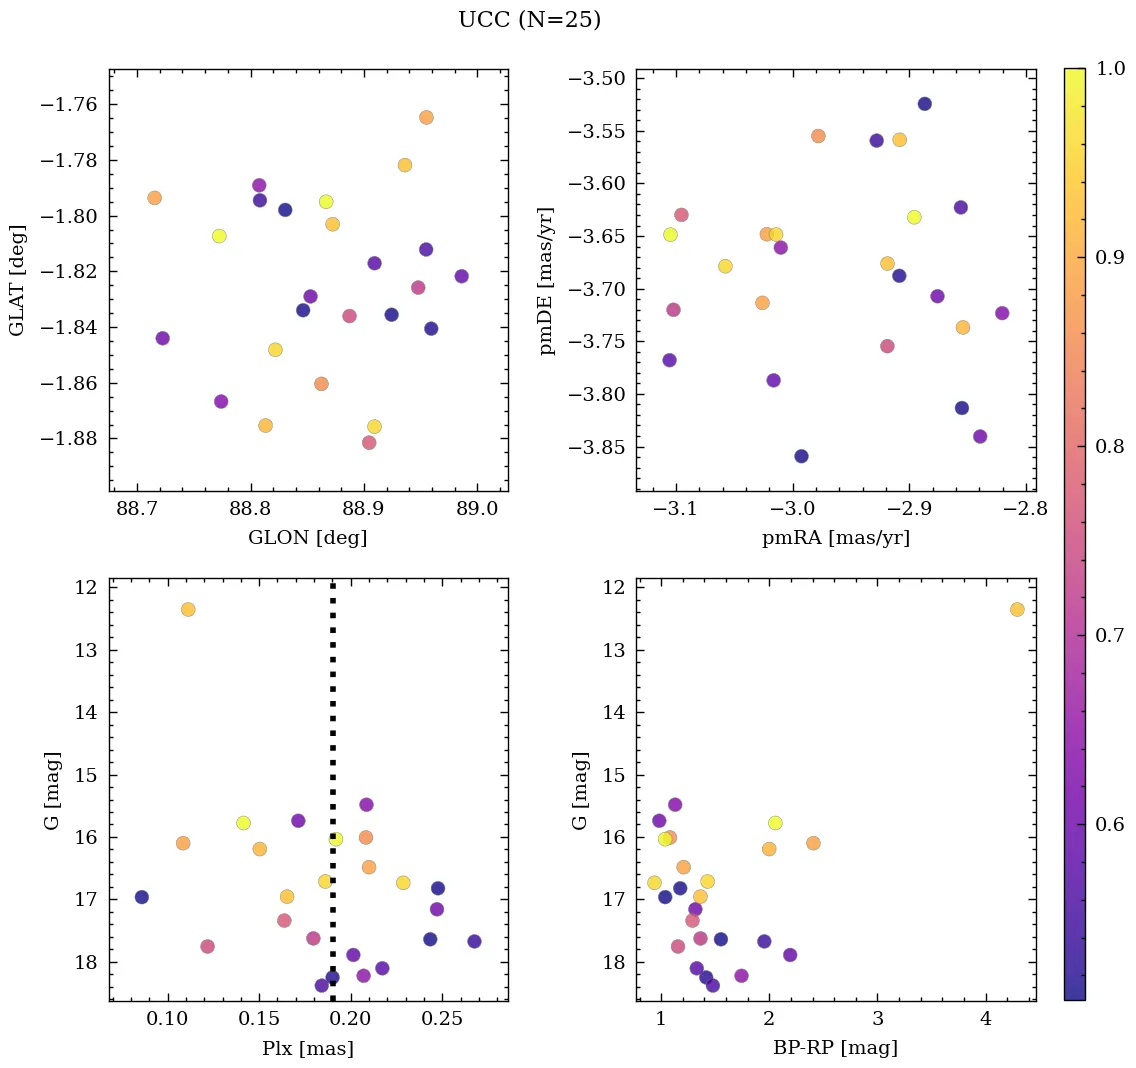 UCC (N=25)
−1.76
−1.78
−1.80
−1.82
−1.84
−1.86
−1.88
GLAT [deg]
88.7 88.8 88.9 89.0
GLON [deg]
−3.50
−3.55
−3.60
−3.65
−3.70
−3.75
−3.80
−3.85
pmDE [mas/yr]
−3.1 −3.0 −2.9 −2.8
pmRA [mas/yr]
1.0
0.9
0.8
0.7
0.6
12
13
14
15
16
17
18
G [mag]
0.10 0.15 0.20 0.25
Plx [mas]
12
13
14
15
16
17
18
G [mag]
1 2 3 4
BP-RP [mag]